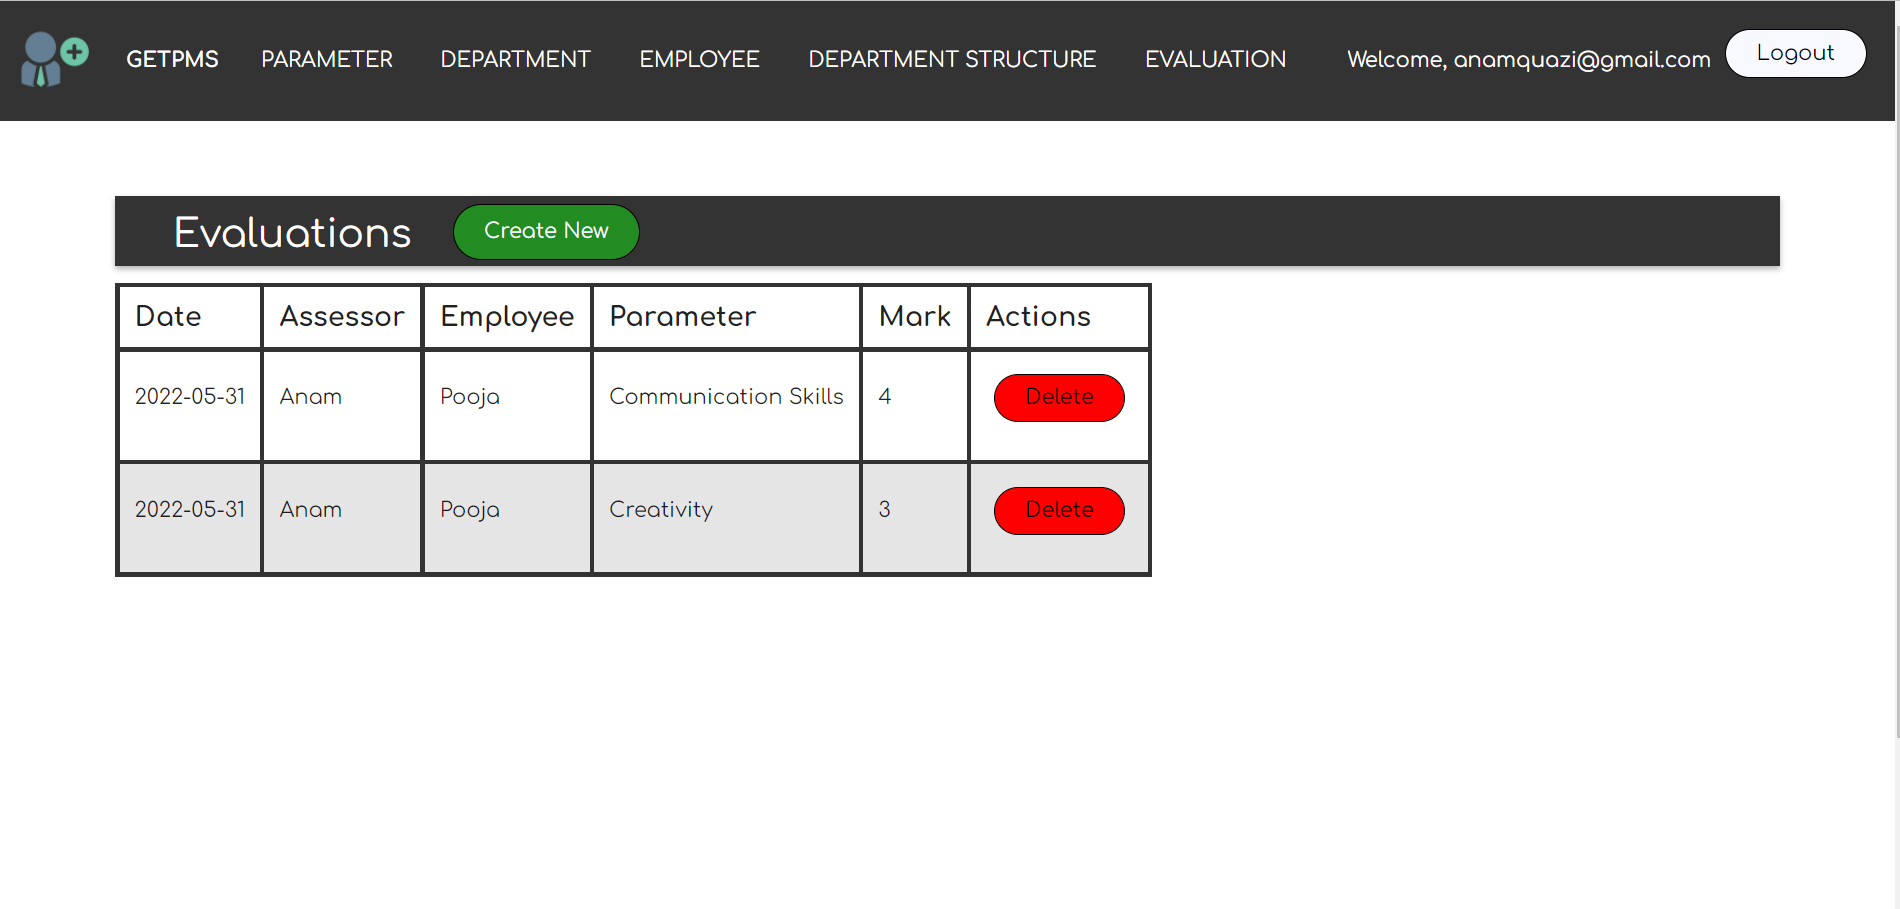 GETPMS PARAMETER DEPARTMENT EMPLOYEE DEPARTMENT STRUCTURE EVALUATION Welcome, anamquazi@gmail.com Logout
Evaluations Create New
Date Assessor Employee Parameter Mark Actions
2022-05-31 Anam Pooja Communication Skills 4 Delete
2022-05-31 Anam Pooja Creativity 3 Delete